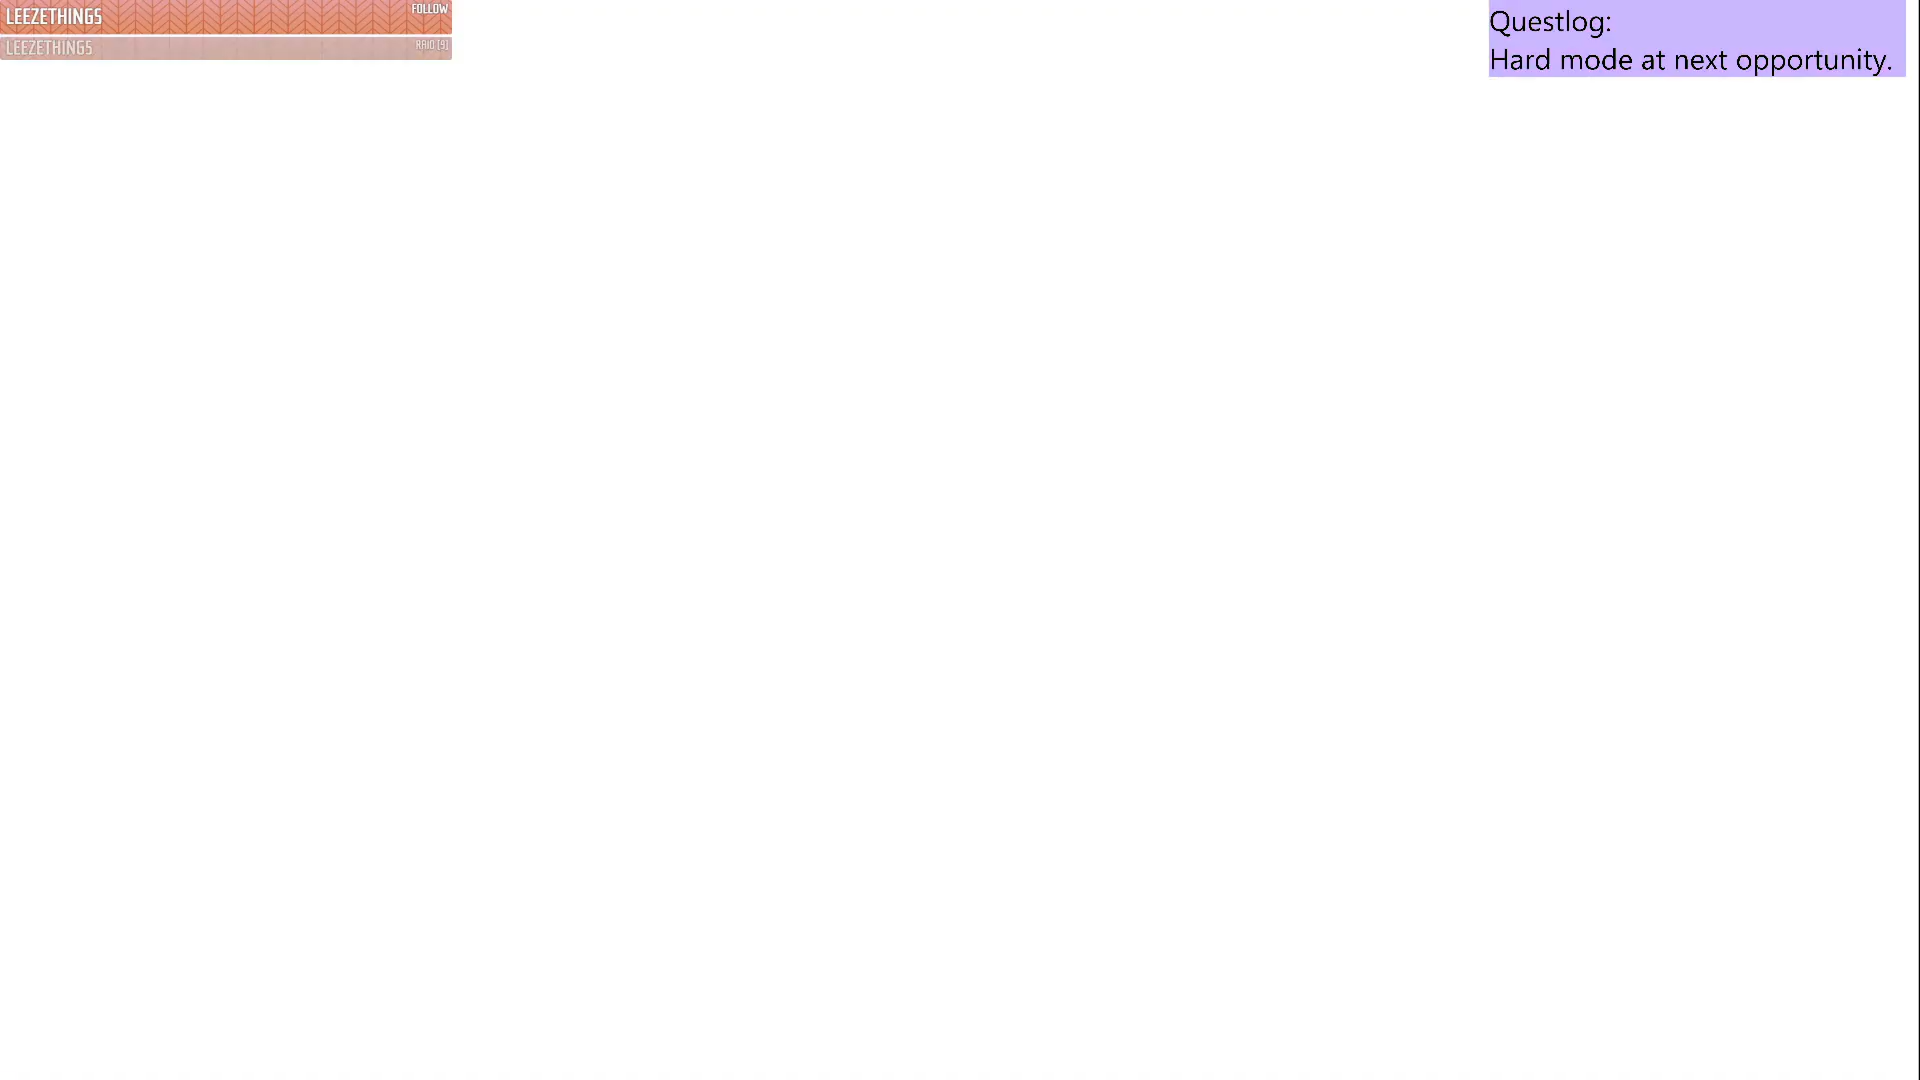 LEEZETHINGS FOLLOW
LEEZETHINGS RAID [9]
Questlog:
Hard mode at next opportunity.